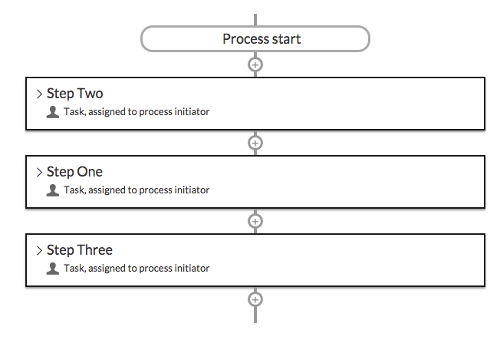 Process start
Step Two
Task, assigned to process initiator
Step One
Task, assigned to process initiator
Step Three
Task, assigned to process initiator